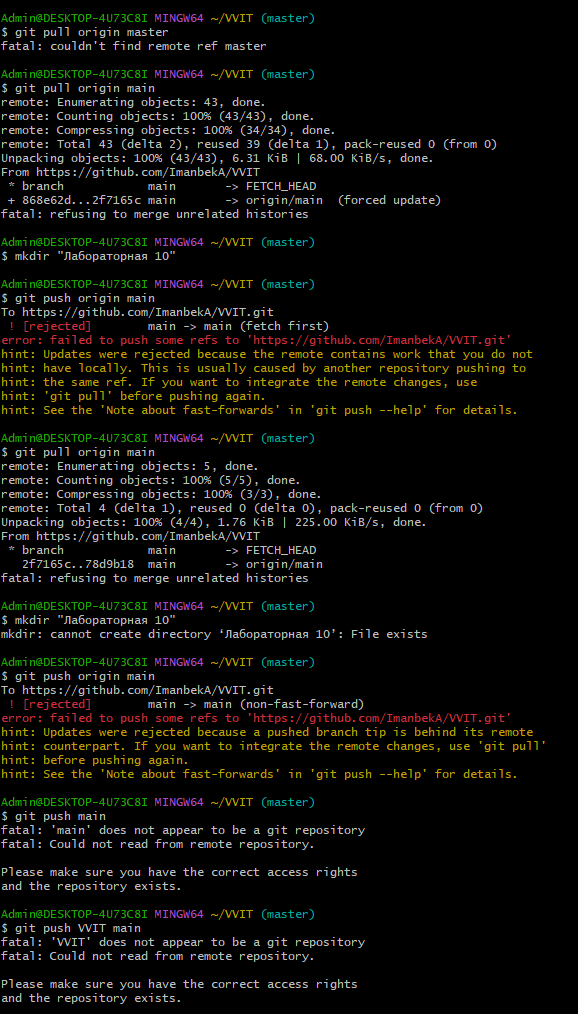 Admin@DESKTOP-4U73C8I MINGW64 ~/VVIT (master)
$ git pull origin master
fatal: couldn't find remote ref master
Admin@DESKTOP-4U73C8I MINGW64 ~/VVIT (master)
$ git pull origin main
remote: Enumerating objects: 43, done.
remote: Counting objects: 100% (43/43), done.
remote: Compressing objects: 100% (34/34), done.
remote: Total 43 (delta 2), reused 39 (delta 1), pack-reused 0 (from 0)
Unpacking objects: 100% (43/43), 6.31 KiB | 68.00 KiB/s, done.
From https://github.com/ImanbekA/VVIT
 * branch            main       -> FETCH_HEAD
 + 868e62d...2f7165c main       -> origin/main  (forced update)
fatal: refusing to merge unrelated histories
Admin@DESKTOP-4U73C8I MINGW64 ~/VVIT (master)
$ mkdir "Лабораторная 10"
Admin@DESKTOP-4U73C8I MINGW64 ~/VVIT (master)
$ git push origin main
To https://github.com/ImanbekA/VVIT.git
 ! [rejected]        main -> main (fetch first)
error: failed to push some refs to 'https://github.com/ImanbekA/VVIT.git'
hint: Updates were rejected because the remote contains work that you do not
hint: have locally. This is usually caused by another repository pushing to
hint: the same ref. If you want to integrate the remote changes, use
hint: 'git pull' before pushing again.
hint: See the 'Note about fast-forwards' in 'git push --help' for details.
Admin@DESKTOP-4U73C8I MINGW64 ~/VVIT (master)
$ git pull origin main
remote: Enumerating objects: 5, done.
remote: Counting objects: 100% (5/5), done.
remote: Compressing objects: 100% (3/3), done.
remote: Total 4 (delta 1), reused 0 (delta 0), pack-reused 0 (from 0)
Unpacking objects: 100% (4/4), 1.76 KiB | 225.00 KiB/s, done.
From https://github.com/ImanbekA/VVIT
 * branch            main       -> FETCH_HEAD
   2f7165c..78d9b18  main       -> origin/main
fatal: refusing to merge unrelated histories
Admin@DESKTOP-4U73C8I MINGW64 ~/VVIT (master)
$ mkdir "Лабораторная 10"
mkdir: cannot create directory ‘Лабораторная 10’: File exists
Admin@DESKTOP-4U73C8I MINGW64 ~/VVIT (master)
$ git push origin main
To https://github.com/ImanbekA/VVIT.git
 ! [rejected]        main -> main (non-fast-forward)
error: failed to push some refs to 'https://github.com/ImanbekA/VVIT.git'
hint: Updates were rejected because a pushed branch tip is behind its remote
hint: counterpart. If you want to integrate the remote changes, use 'git pull'
hint: before pushing again.
hint: See the 'Note about fast-forwards' in 'git push --help' for details.
Admin@DESKTOP-4U73C8I MINGW64 ~/VVIT (master)
$ git push main
fatal: 'main' does not appear to be a git repository
fatal: Could not read from remote repository.
Please make sure you have the correct access rights
and the repository exists.
Admin@DESKTOP-4U73C8I MINGW64 ~/VVIT (master)
$ git push VVIT main
fatal: 'VVIT' does not appear to be a git repository
fatal: Could not read from remote repository.
Please make sure you have the correct access rights
and the repository exists.